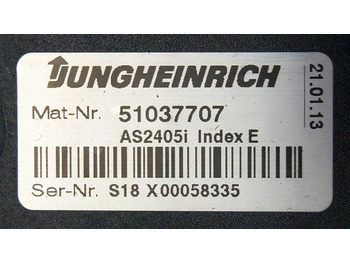 JUNGHEINRICH
21.01.13
Mat-Nr. 51037707
AS2405i Index E
Ser-Nr. S18 X00058335